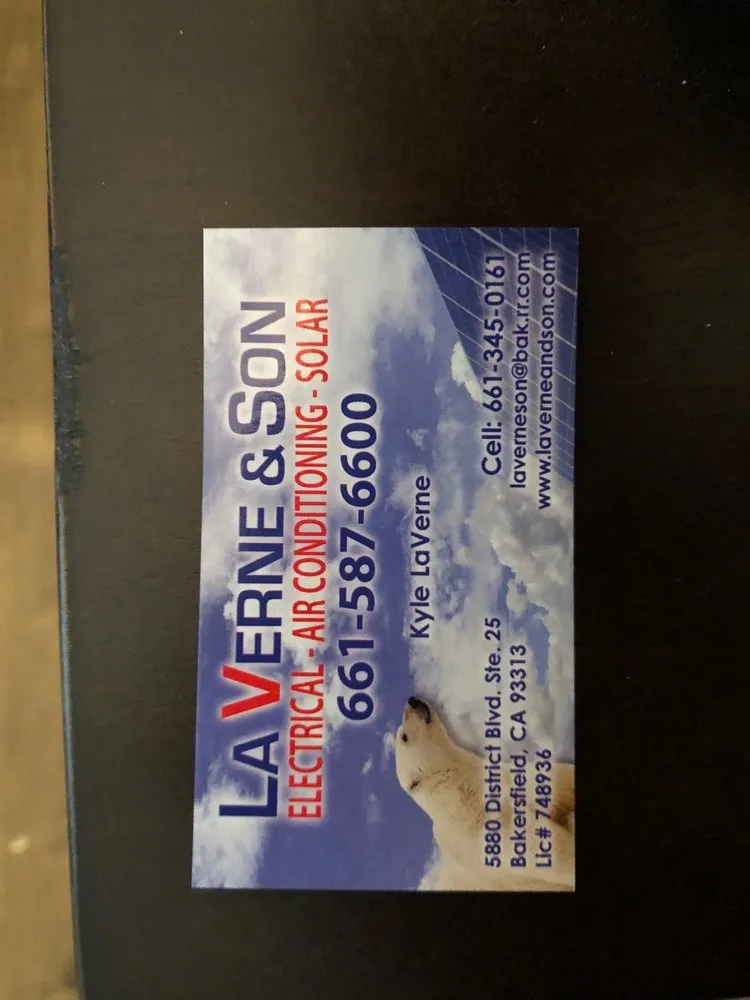 LAVERNE & SON
ELECTRICAL - AIR CONDITIONING - SOLAR
661-587-6600
Kyle LaVerne
5880 District Blvd. Ste. 25
Bakersfield, CA 93313
Lic# 748936
Cell: 661-345-0161
laverneson@bak.rr.com
www.laverneandson.com